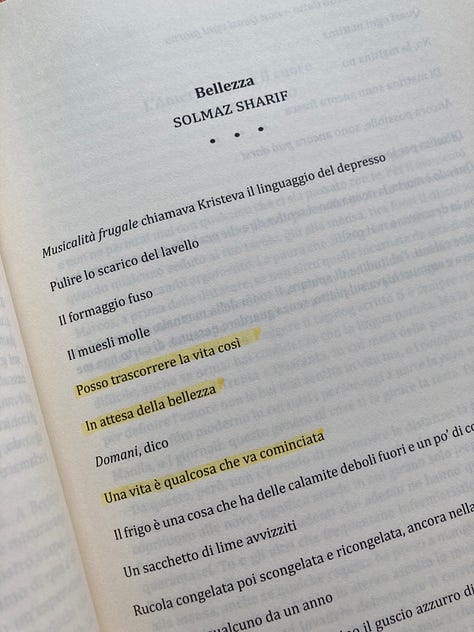 Bellezza
SOLMAZ SHARIF
• • •
Musicalità frugale chiamava Kristeva il linguaggio del depresso
Pulire lo scarico del lavello
Il formaggio fuso
Il muesli molle
Posso trascorrere la vita così
In attesa della bellezza
Domani, dico
Una vita è qualcosa che va cominciata
Il frigo è una cosa che ha delle calamite deboli fuori e un po’ di
Un sacchetto di lime avvizziti
Rucola congelata poi scongelata e ricongelata, ancora nella
qualcuno da un anno
il guscio azzurro di